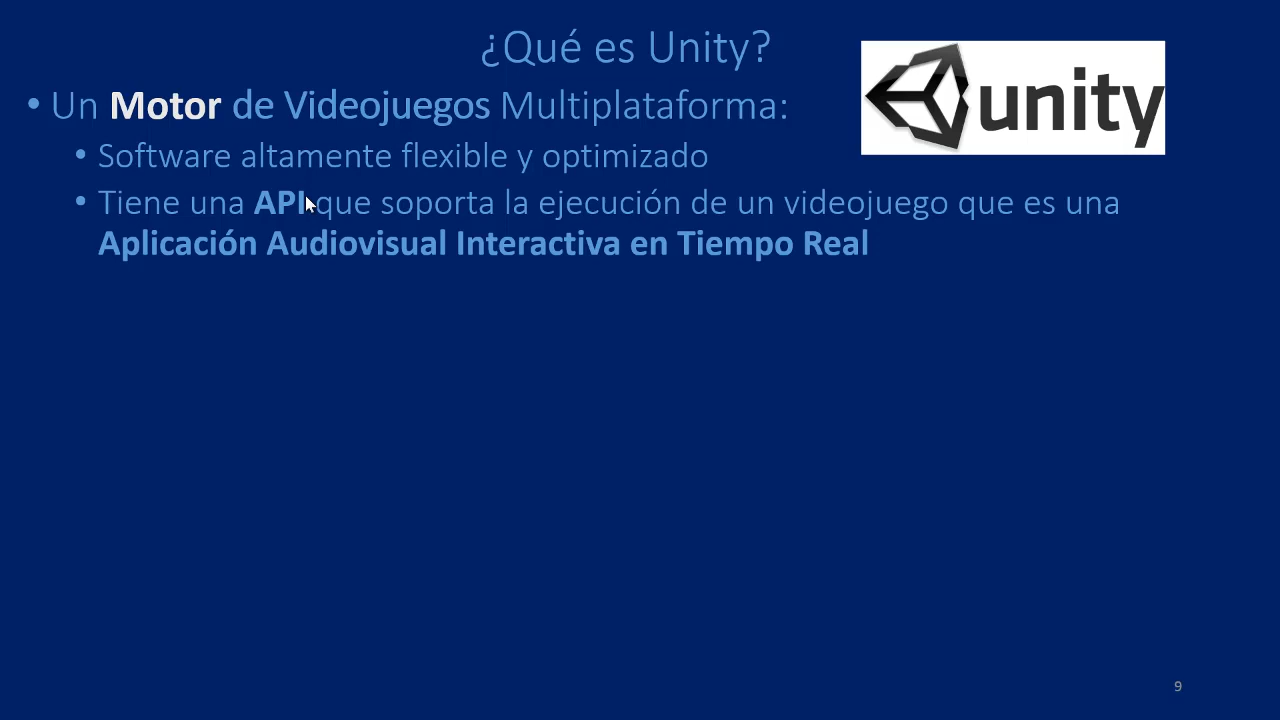 ¿Qué es Unity?
unity
• Un Motor de Videojuegos Multiplataforma:
• Software altamente flexible y optimizado
• Tiene una API que soporta la ejecución de un videojuego que es una
Aplicación Audiovisual Interactiva en Tiempo Real
9